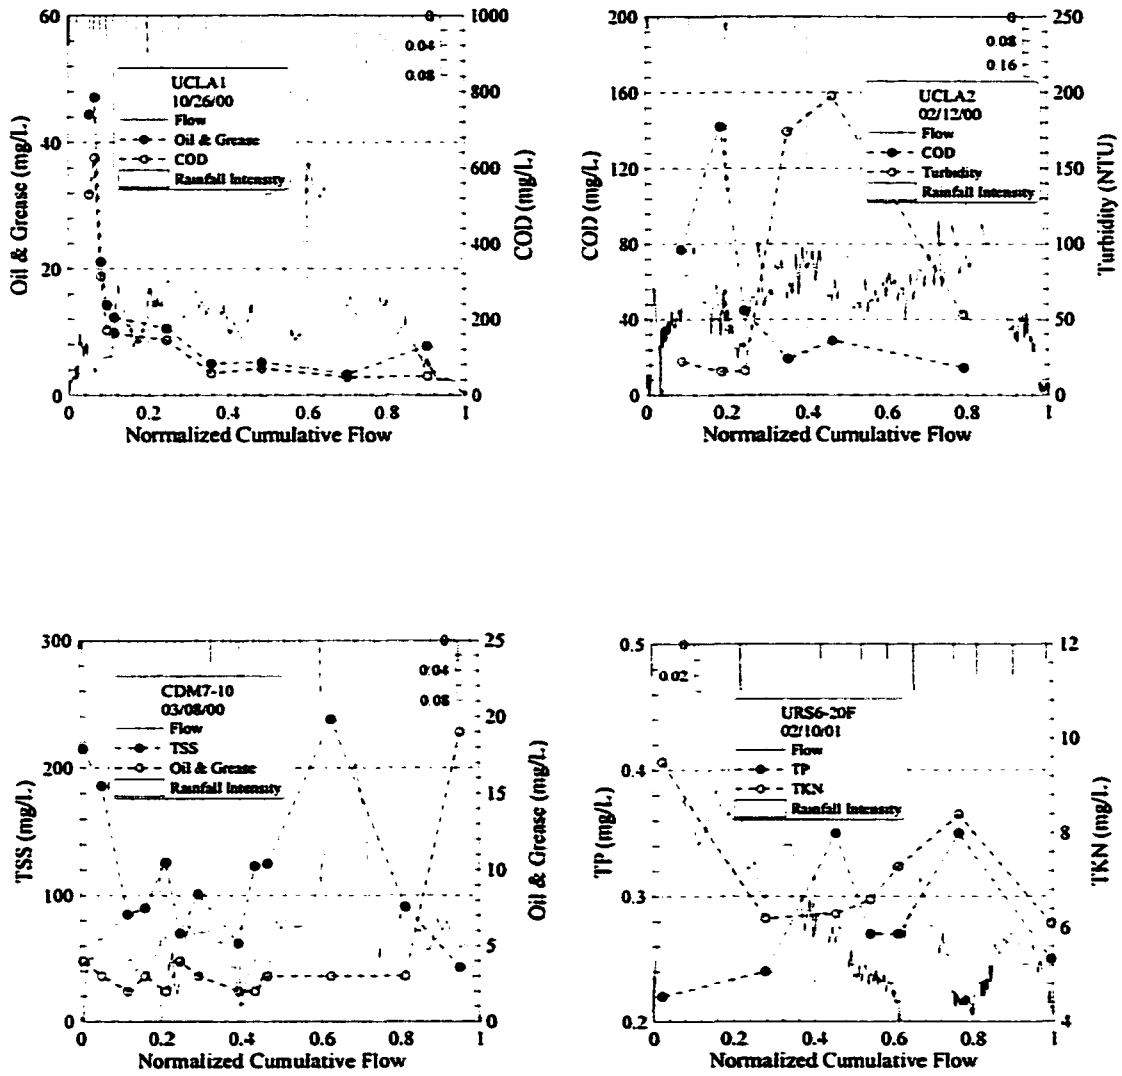 60
40
20
0
Oil & Grease (mg/L)
1000
800
600
400
200
0
COD (mg/L)
0.04
0.08
UCLA1
10/26/00
Flow
Oil & Grease
COD
Rainfall Intensity
0 0.2 0.4 0.6 0.8 1
Normalized Cumulative Flow
200
160
120
80
40
0
COD (mg/L)
250
200
150
100
50
0
Turbidity (NTU)
0
0.08
0.16
UCLA2
02/12/00
Flow
COD
Turbidity
Rainfall Intensity
0 0.2 0.4 0.6 0.8 1
Normalized Cumulative Flow
300
200
100
0
TSS (mg/L)
25
20
15
10
5
0
Oil & Grease (mg/L)
0
0.04
0.08
CDM7-10
03/08/00
Flow
TSS
Oil & Grease
Rainfall Intensity
0 0.2 0.4 0.6 0.8 1
Normalized Cumulative Flow
0.5
0.4
0.3
0.2
TP (mg/L)
12
10
8
6
4
TKN (mg/L)
0
0.02
URS6-20F
02/10/01
Flow
TP
TKN
Rainfall Intensity
0 0.2 0.4 0.6 0.8 1
Normalized Cumulative Flow